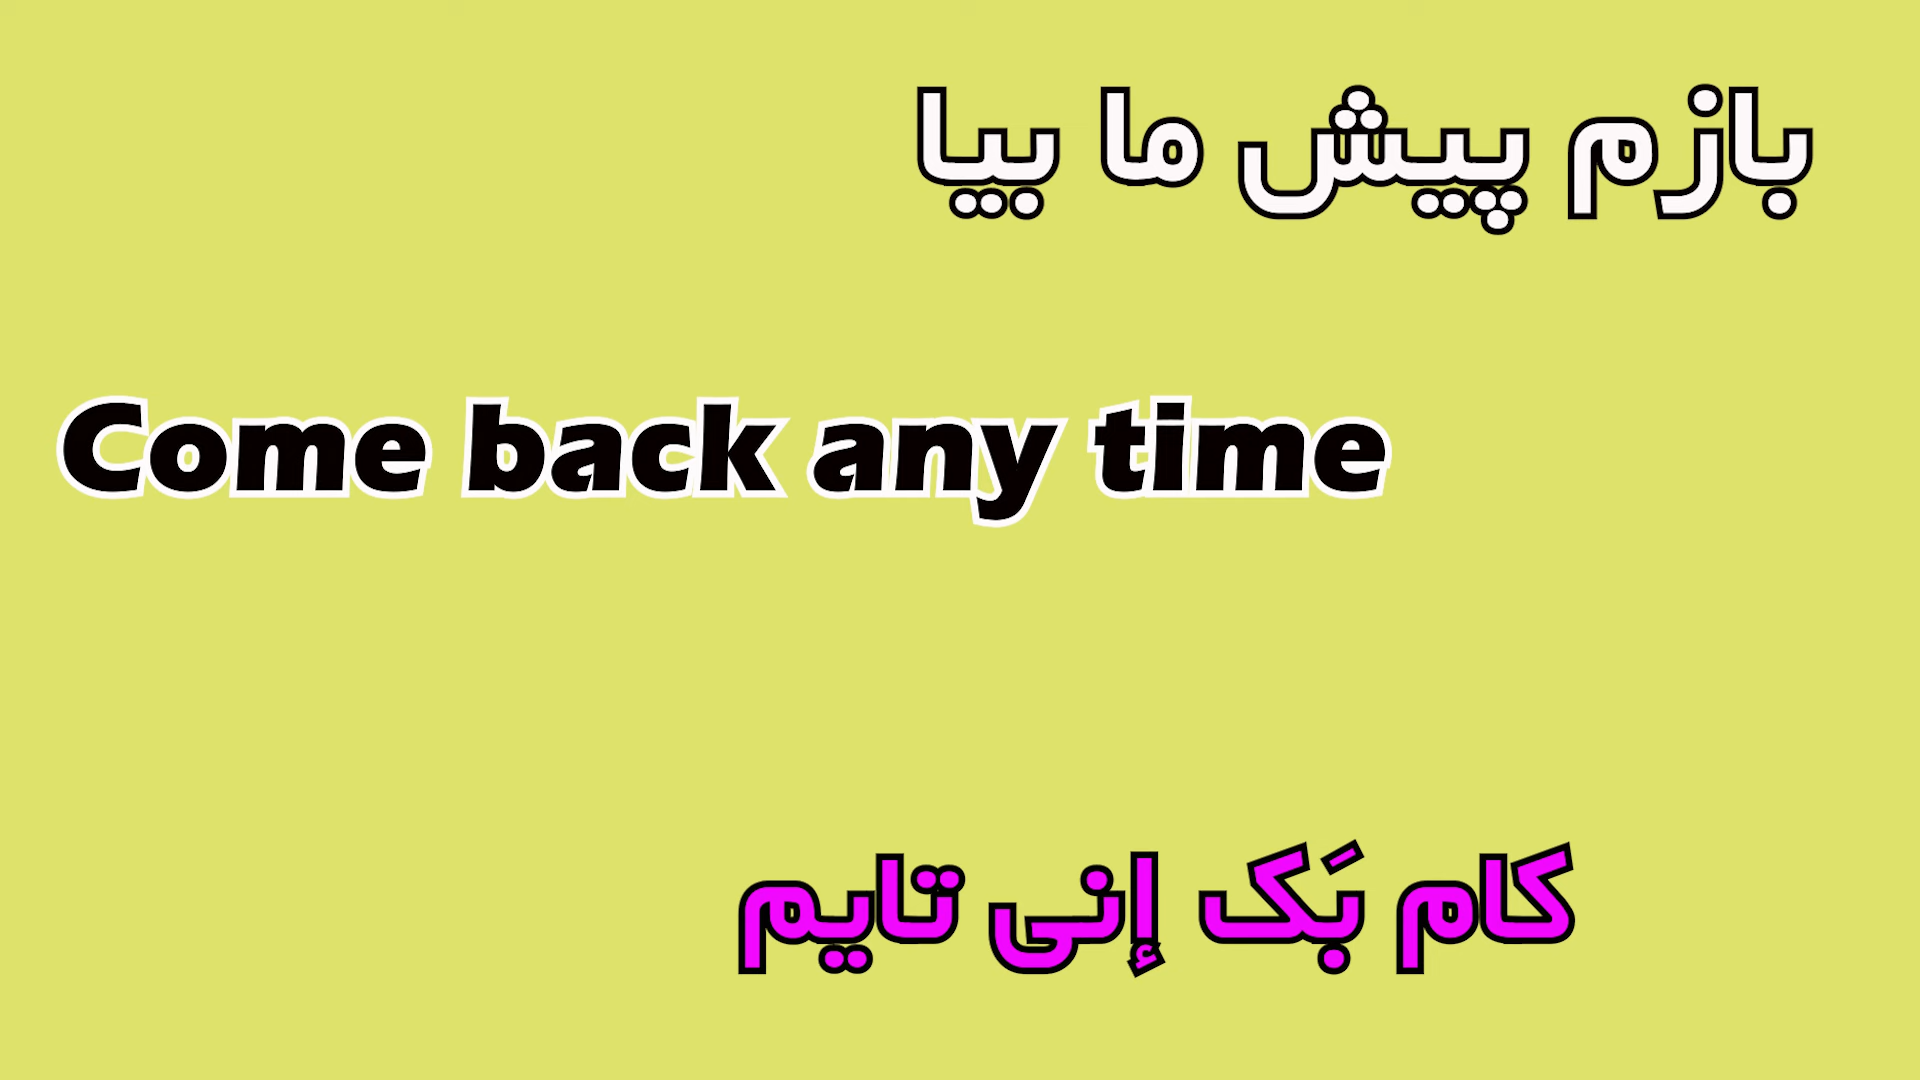 بازم پیش ما بیا
Come back any time
کام بَک إنی تایم